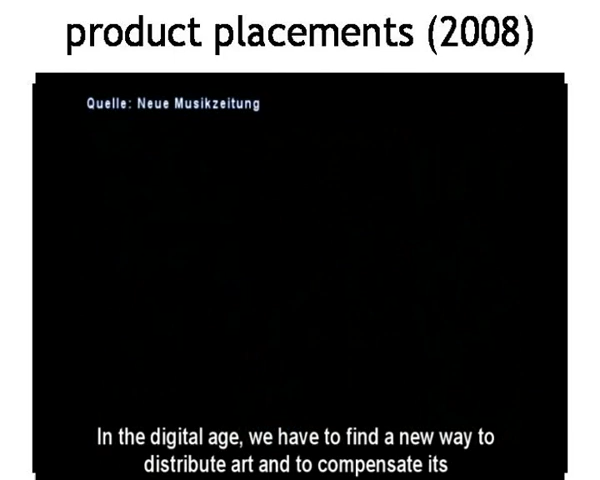 product placements (2008)
Quelle: Neue Musikzeitung
In the digital age, we have to find a new way to
distribute art and to compensate its